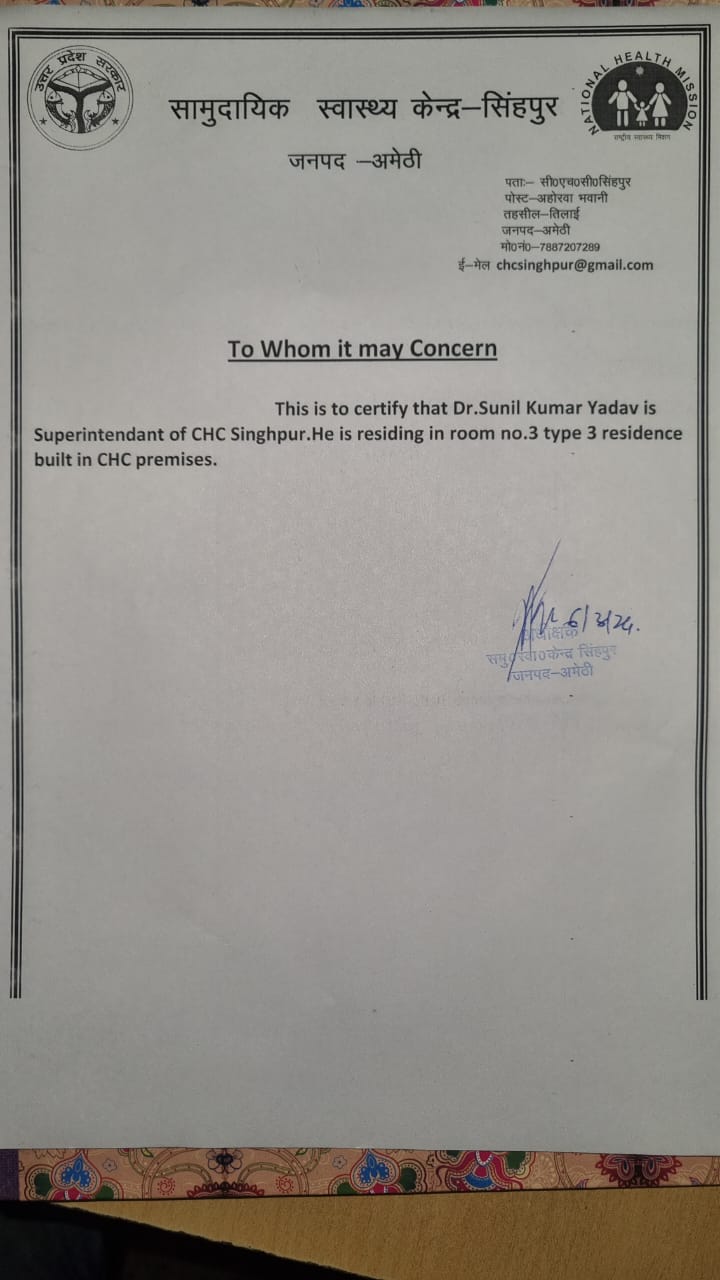 उत्तर प्रदेश सरकार
NATIONAL HEALTH MISSION
राष्ट्रीय स्वास्थ्य मिशन
सामुदायिक स्वास्थ्य केन्द्र–सिंहपुर
जनपद –अमेठी
पताः– सी0एच0सी0सिंहपुर
पोस्ट–अहोरवा भवानी
तहसील–तिलाई
जनपद–अमेठी
मो0नं0–7887207289
ई–मेल chcsinghpur@gmail.com
To Whom it may Concern
This is to certify that Dr.Sunil Kumar Yadav is
Superintendant of CHC Singhpur.He is residing in room no.3 type 3 residence
built in CHC premises.
6/3/24.
अधीक्षक
समु0स्वा0केन्द्र सिंहपुर
जनपद–अमेठी